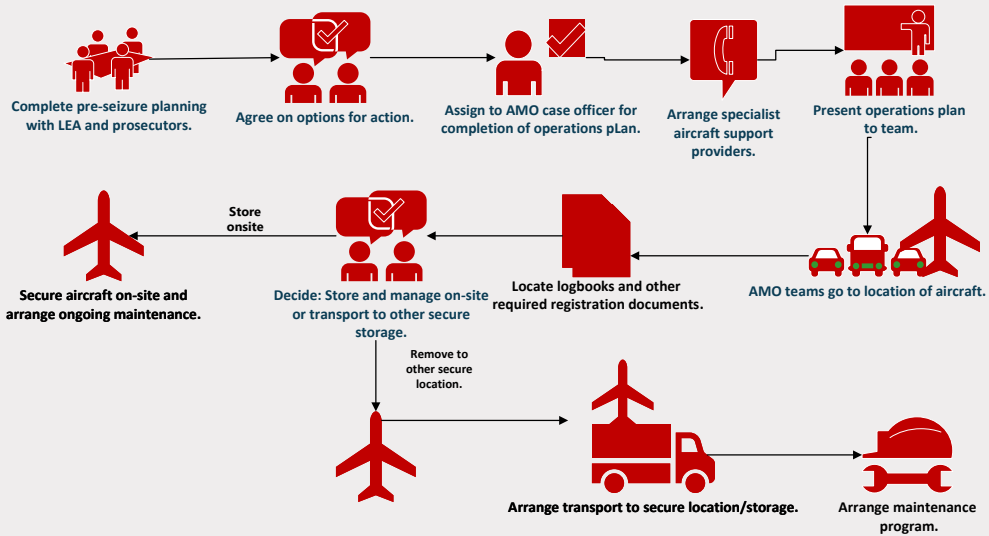 Complete pre-seizure planning
with LEA and prosecutors.
Agree on options for action.
Assign to AMO case officer for
completion of operations pLan.
Arrange specialist
aircraft support
providers.
Present operations plan
to team.
Store
onsite
Secure aircraft on-site and
arrange ongoing maintenance.
Decide: Store and manage on-site
or transport to other secure
storage.
Locate logbooks and other
required registration documents.
AMO teams go to location of aircraft.
Remove to
other secure
location.
Arrange transport to secure location/storage.
Arrange maintenance
program.